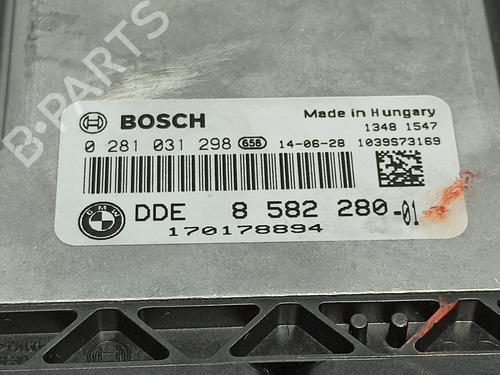 B-PARTS
BOSCH
Made in Hungary
1348 1547
0 281 031 298 658 14-06-28 1039S73169
BMW
DDE 8 582 280-01
170178894